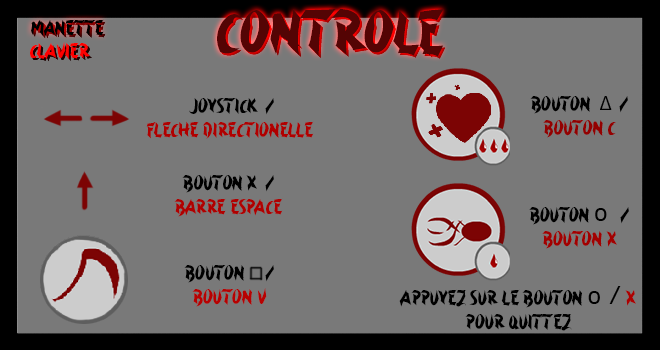 CONTROLE
MANETTE
CLAVIER
JOYSTICK /
FLECHE DIRECTIONELLE
BOUTON X /
BARRE ESPACE
BOUTON □ /
BOUTON V
BOUTON △ /
BOUTON C
BOUTON O /
BOUTON X
APPUYEZ SUR LE BOUTON O / X
POUR QUITTEZ